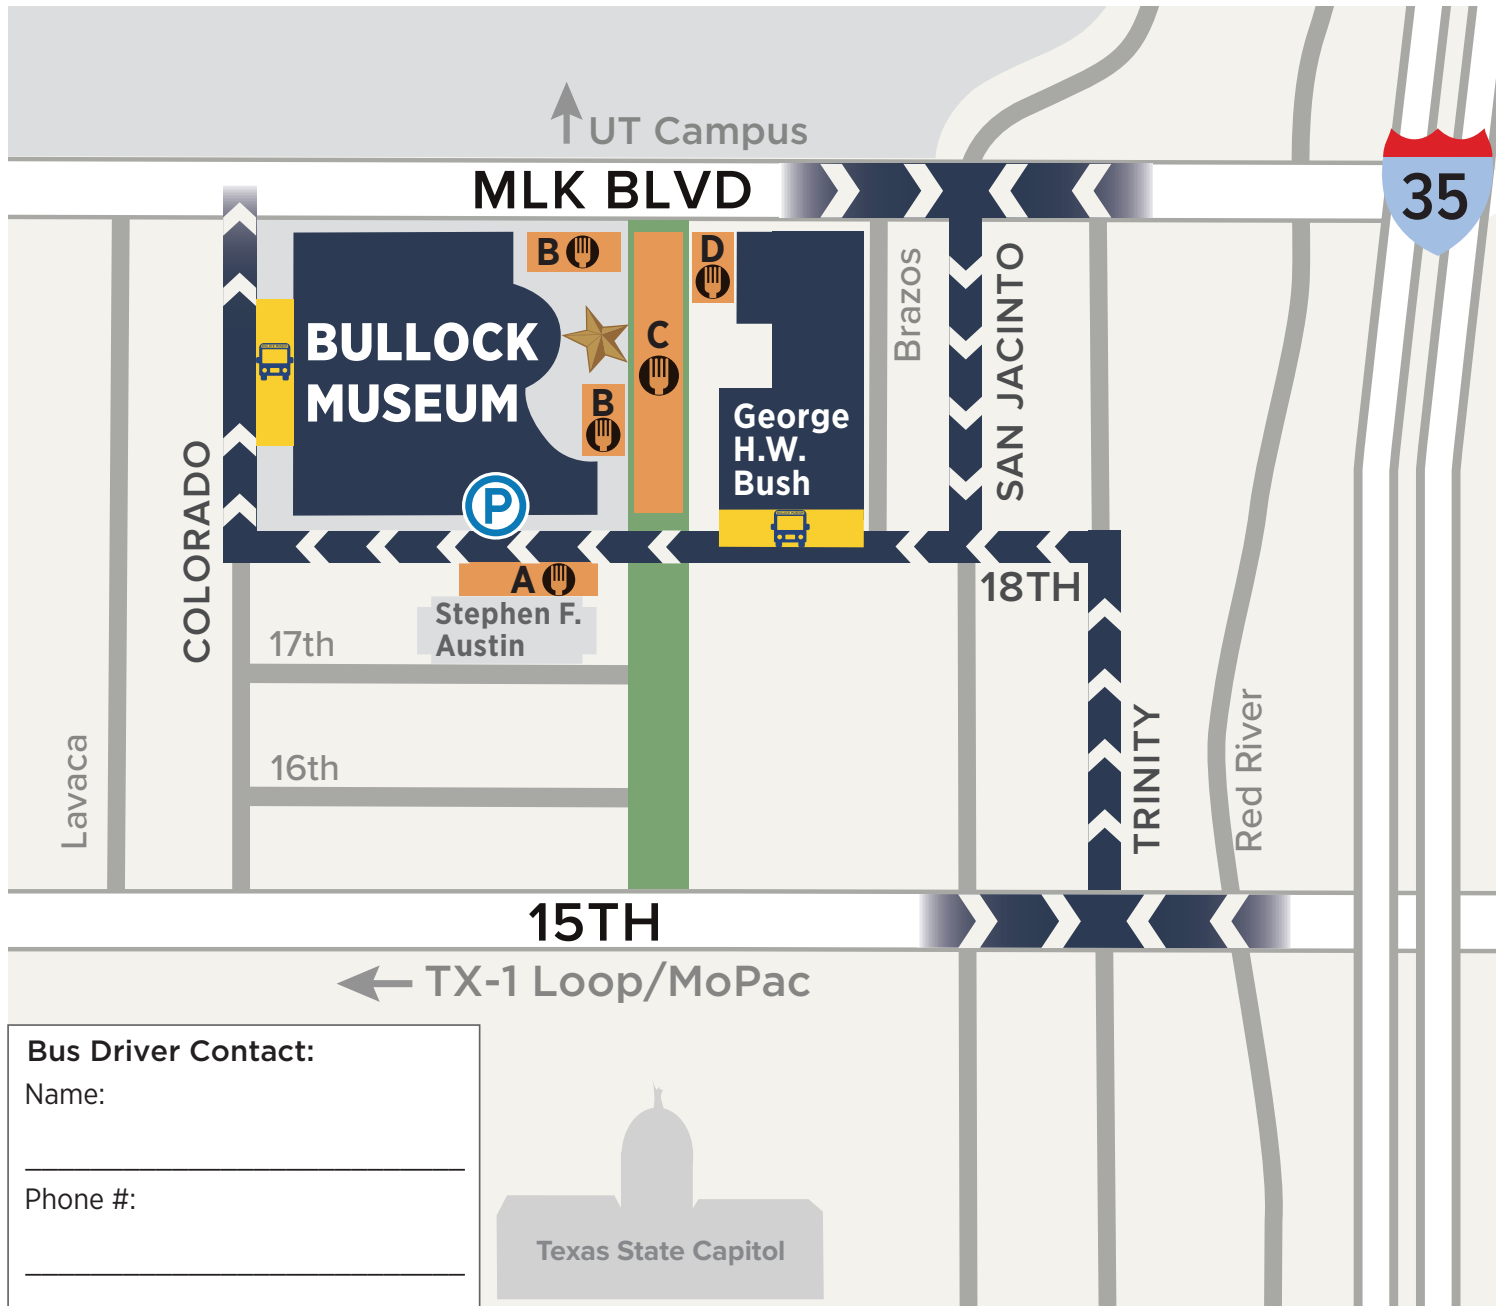 UT Campus
MLK BLVD
35
B
D
C
B
BULLOCK
MUSEUM
George
H.W.
Bush
Brazos
SAN JACINTO
COLORADO
P
A
18TH
Stephen F.
Austin
17th
16th
Lavaca
TRINITY
Red River
15TH
TX-1 Loop/MoPac
Bus Driver Contact:
Name:
Phone #:
Texas State Capitol